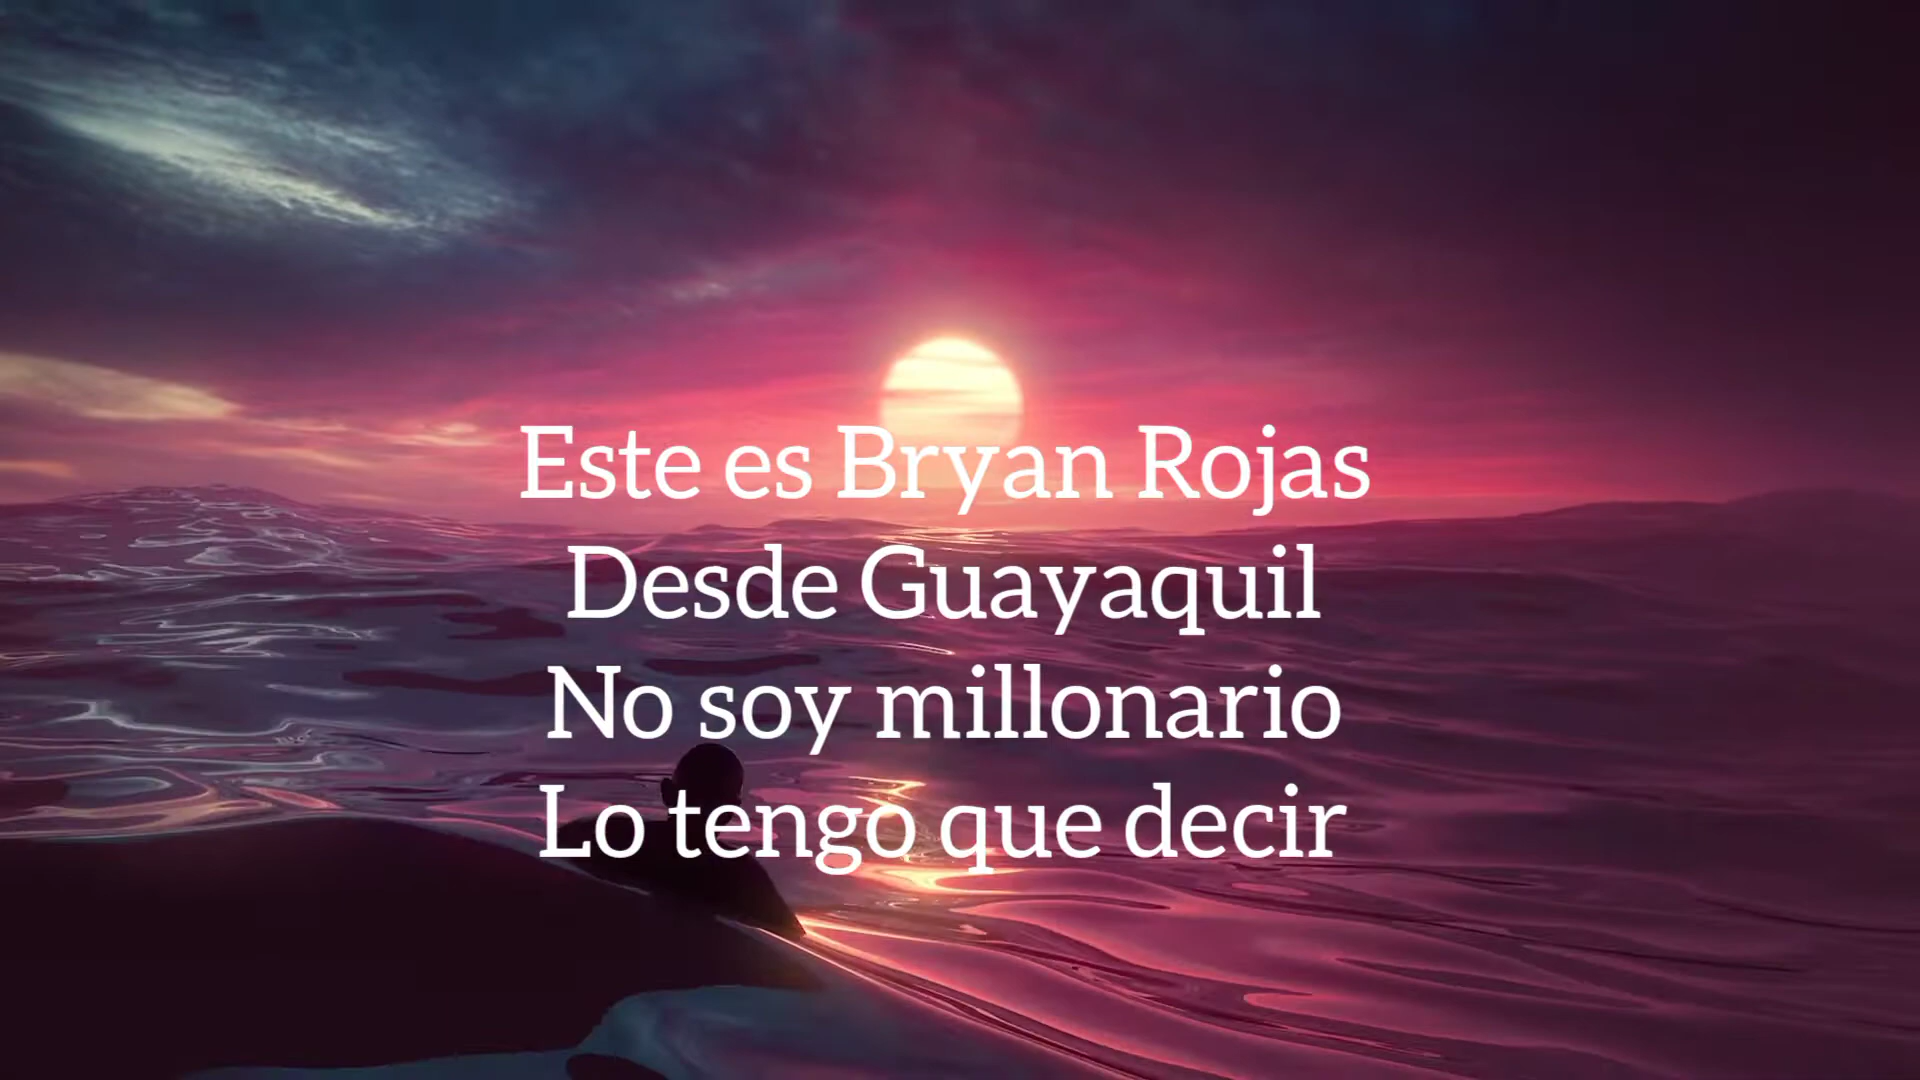 Este es Bryan Rojas
Desde Guayaquil
No soy millonario
Lo tengo que decir